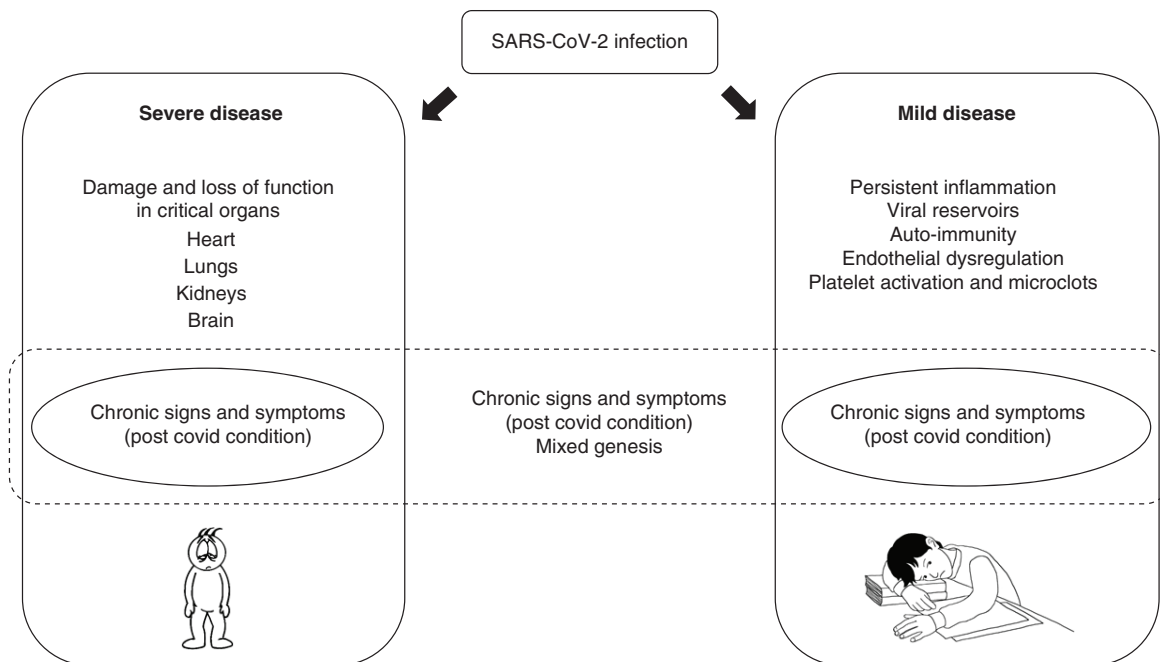 SARS-CoV-2 infection
Severe disease
Damage and loss of function
in critical organs
Heart
Lungs
Kidneys
Brain
Chronic signs and symptoms
(post covid condition)
Chronic signs and symptoms
(post covid condition)
Mixed genesis
Mild disease
Persistent inflammation
Viral reservoirs
Auto-immunity
Endothelial dysregulation
Platelet activation and microclots
Chronic signs and symptoms
(post covid condition)